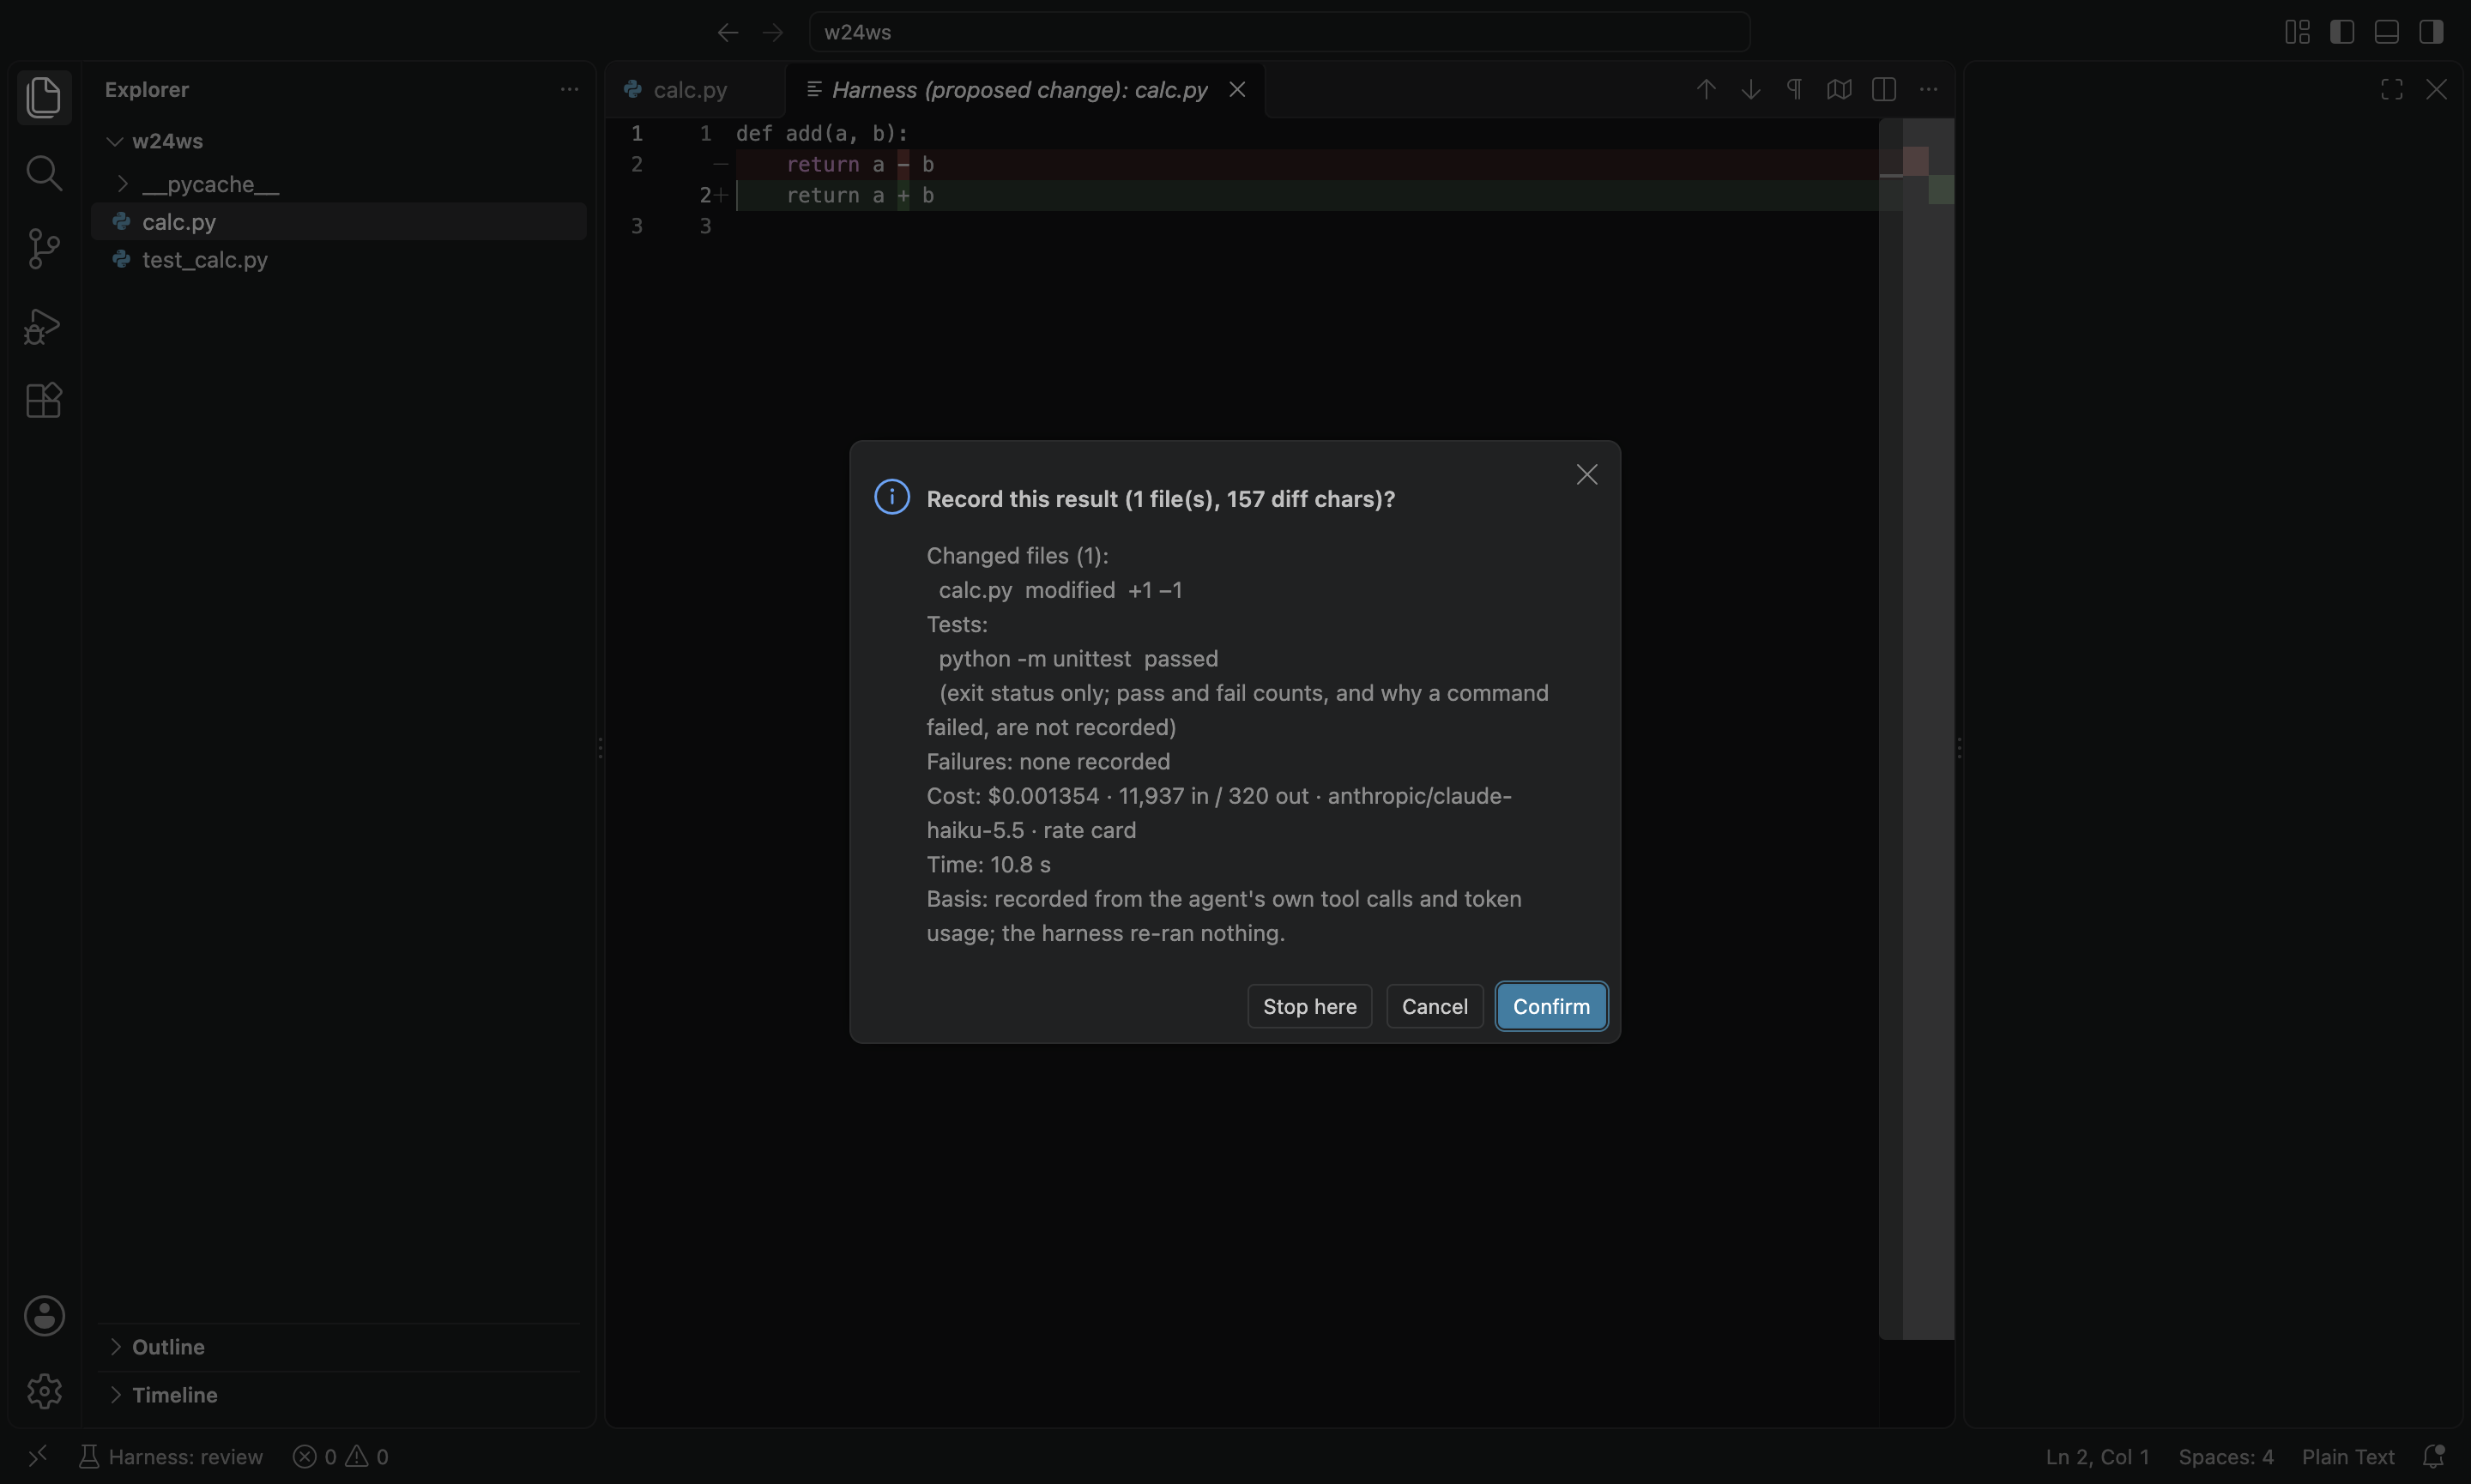 w24ws
Explorer
w24ws
__pycache__
calc.py
test_calc.py
Outline
Timeline
calc.py
Harness (proposed change): calc.py
1 1 def add(a, b):
2 — return a - b
2+ return a + b
3 3
Record this result (1 file(s), 157 diff chars)?
Changed files (1):
calc.py modified +1 −1
Tests:
python -m unittest passed
(exit status only; pass and fail counts, and why a command
failed, are not recorded)
Failures: none recorded
Cost: $0.001354 · 11,937 in / 320 out · anthropic/claude-
haiku-5.5 · rate card
Time: 10.8 s
Basis: recorded from the agent's own tool calls and token
usage; the harness re-ran nothing.
Stop here Cancel Confirm
Harness: review 0 0 Ln 2, Col 1 Spaces: 4 Plain Text